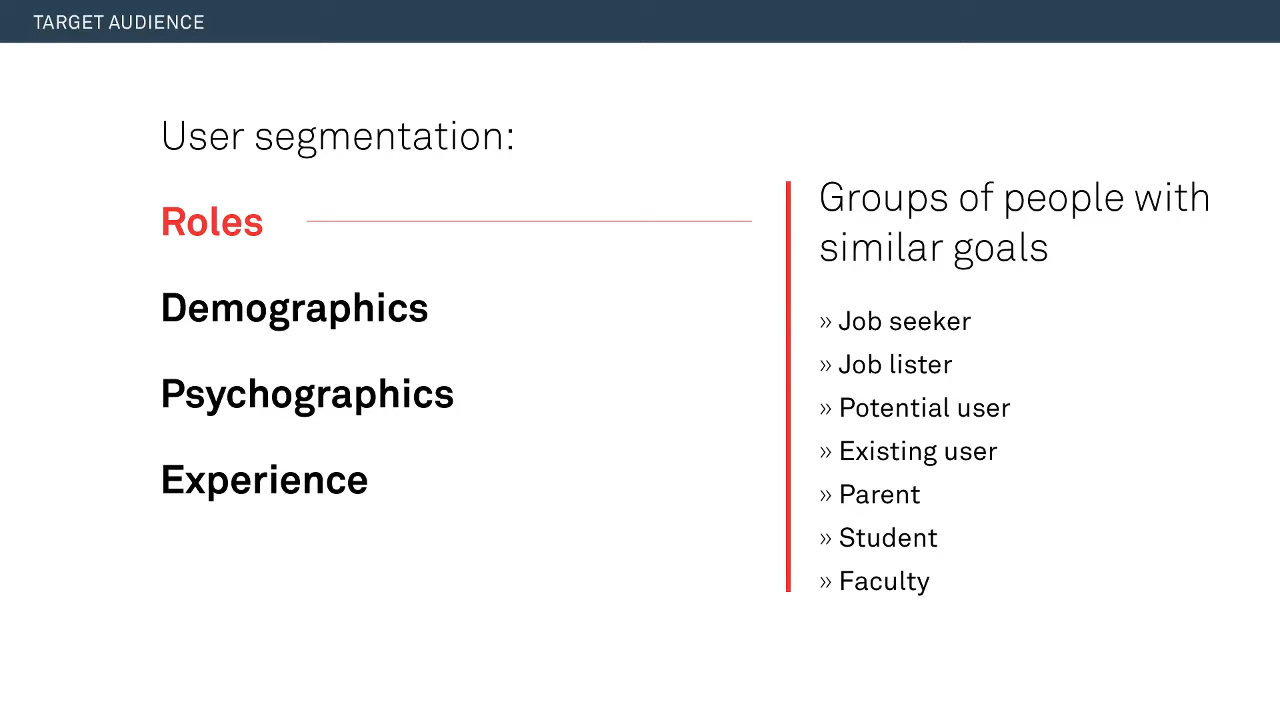 TARGET AUDIENCE
User segmentation:
Roles
Demographics
Psychographics
Experience
Groups of people with
similar goals
» Job seeker
» Job lister
» Potential user
» Existing user
» Parent
» Student
» Faculty